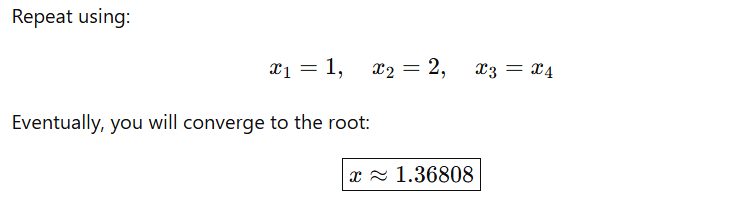 Repeat using:
x₁ = 1, x₂ = 2, x₃ = x₄
Eventually, you will converge to the root:
x ≈ 1.36808